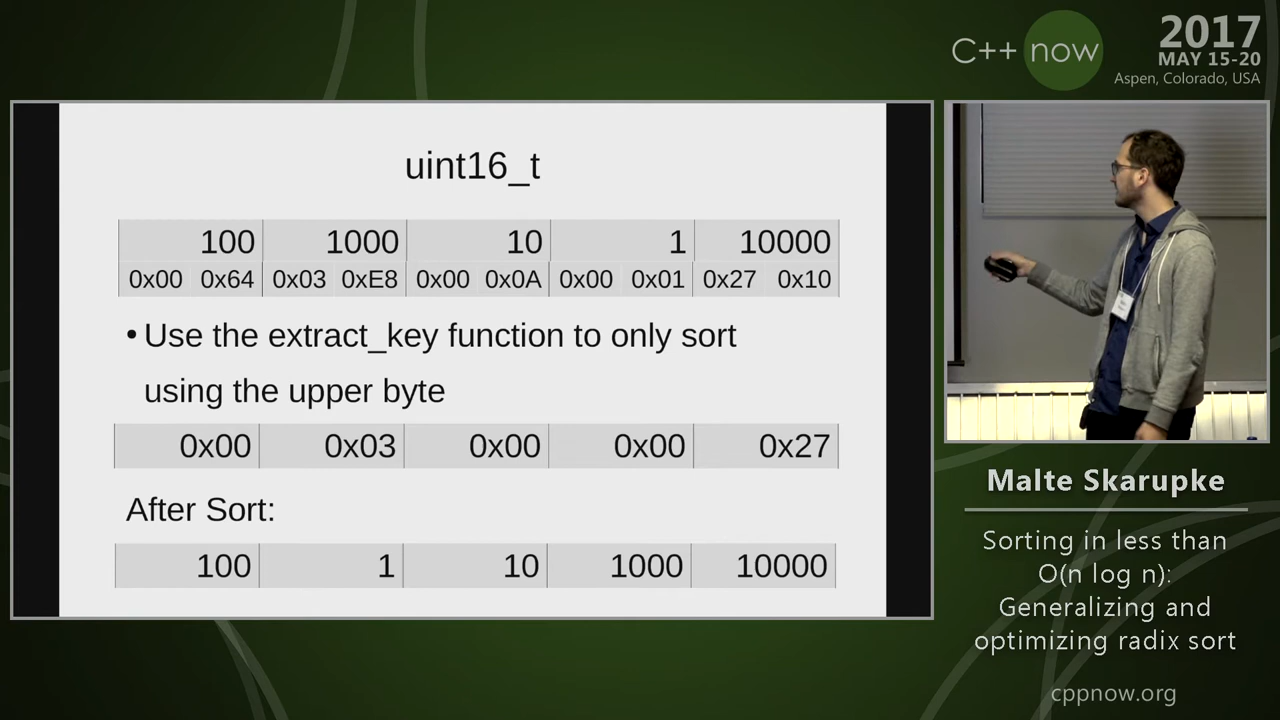 C++ now
2017
MAY 15-20
Aspen, Colorado, USA
uint16_t
100 1000 10 1 10000
0x00 0x64 0x03 0xE8 0x00 0x0A 0x00 0x01 0x27 0x10
• Use the extract_key function to only sort
using the upper byte
0x00 0x03 0x00 0x00 0x27
After Sort:
100 1 10 1000 10000
Malte Skarupke
Sorting in less than
O(n log n):
Generalizing and
optimizing radix sort
cppnow.org